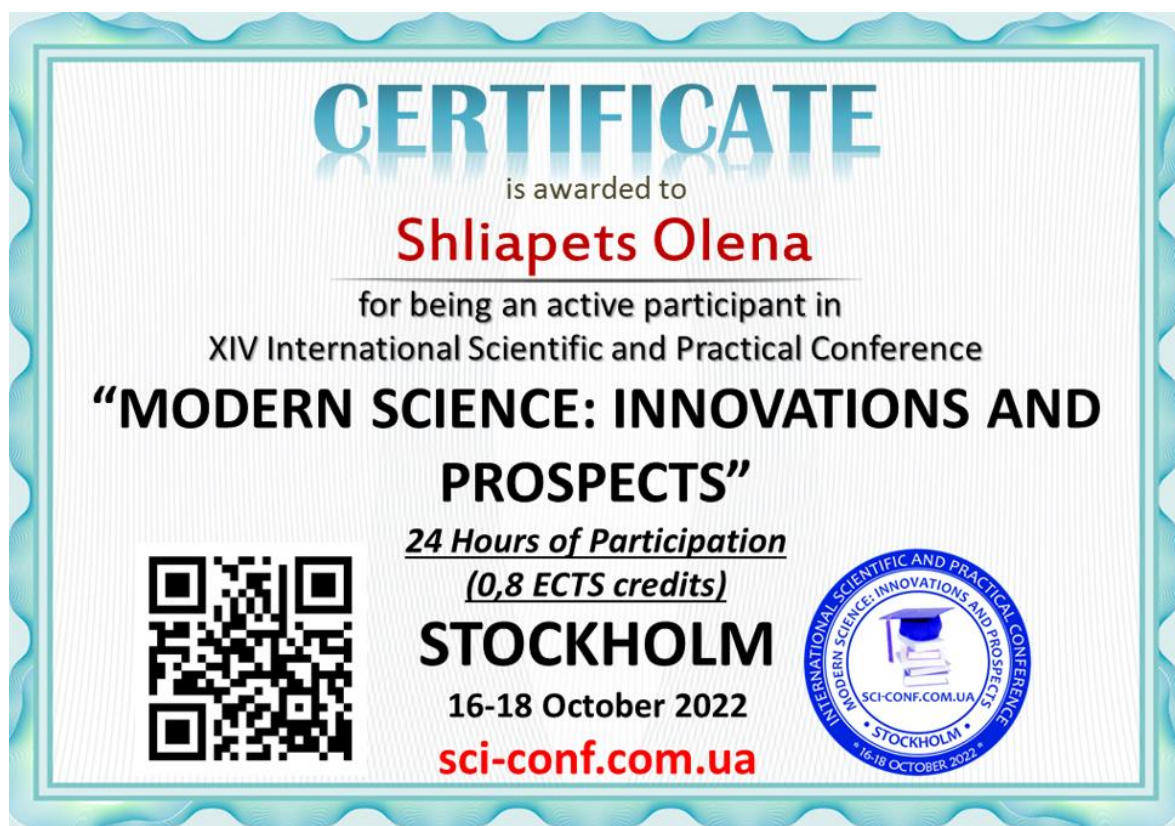 CERTIFICATE
is awarded to
Shliapets Olena
for being an active participant in
XIV International Scientific and Practical Conference
“MODERN SCIENCE: INNOVATIONS AND
PROSPECTS”
24 Hours of Participation
(0,8 ECTS credits)
STOCKHOLM
16-18 October 2022
sci-conf.com.ua
INTERNATIONAL SCIENTIFIC AND PRACTICAL CONFERENCE
MODERN SCIENCE: INNOVATIONS AND PROSPECTS
SCI-CONF.COM.UA
• STOCKHOLM •
* 16-18 OCTOBER 2022 *